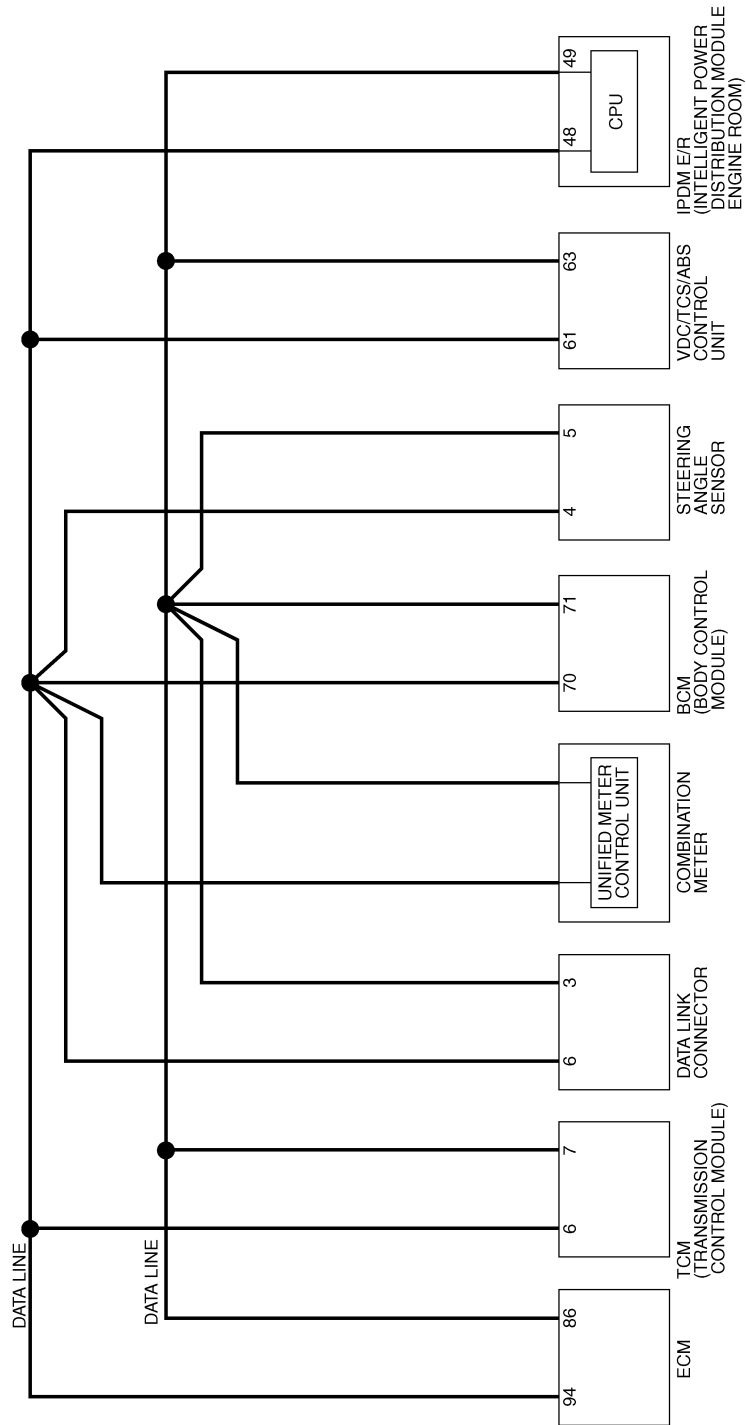 DATA LINE
DATA LINE
94
86
ECM
6
7
TCM
(TRANSMISSION
CONTROL MODULE)
6
3
DATA LINK
CONNECTOR
UNIFIED METER
CONTROL UNIT
COMBINATION
METER
70
71
BCM
(BODY CONTROL
MODULE)
4
5
STEERING
ANGLE
SENSOR
61
63
VDC/TCS/ABS
CONTROL
UNIT
48
49
CPU
IPDM E/R
(INTELLIGENT POWER
DISTRIBUTION MODULE
ENGINE ROOM)